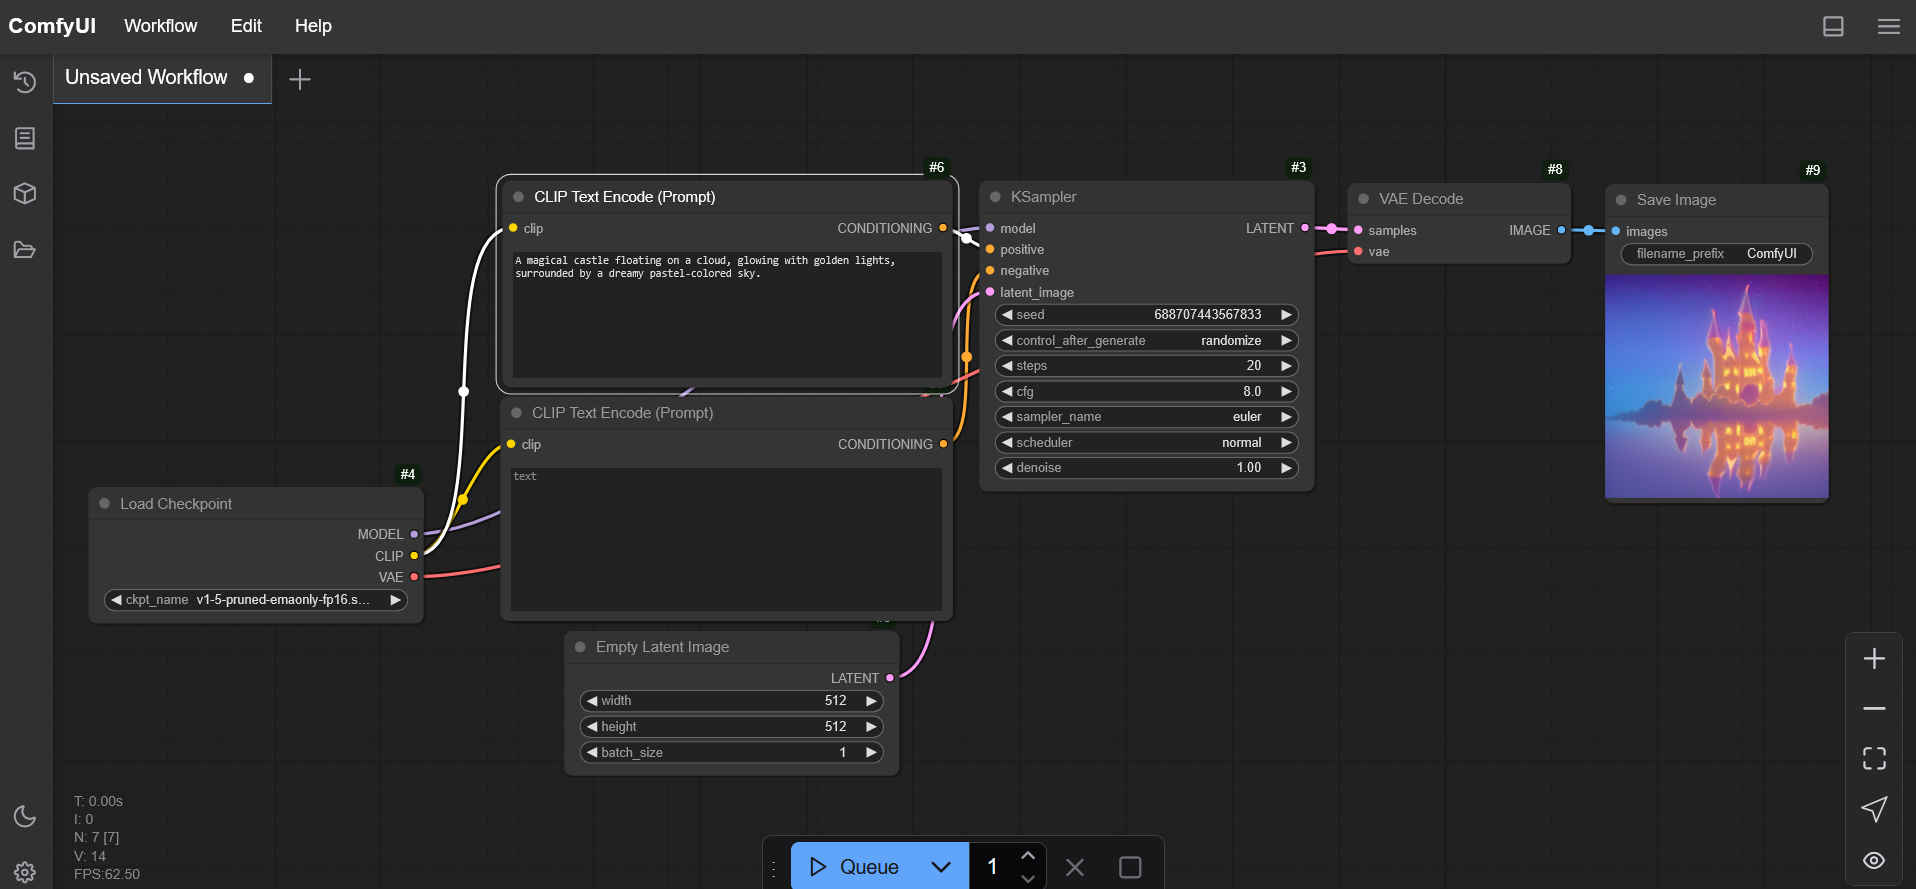 ComfyUI Workflow Edit Help
Unsaved Workflow
#6
CLIP Text Encode (Prompt)
clip CONDITIONING
A magical castle floating on a cloud, glowing with golden lights,
surrounded by a dreamy pastel-colored sky.
CLIP Text Encode (Prompt)
clip CONDITIONING
text
#4
Load Checkpoint
MODEL
CLIP
VAE
ckpt_name v1-5-pruned-emaonly-fp16.s...
Empty Latent Image
LATENT
width 512
height 512
batch_size 1
#3
KSampler
model LATENT
positive
negative
latent_image
seed 688707443567833
control_after_generate randomize
steps 20
cfg 8.0
sampler_name euler
scheduler normal
denoise 1.00
#8
VAE Decode
samples IMAGE
vae
#9
Save Image
images
filename_prefix ComfyUI
T: 0.00s
I: 0
N: 7 [7]
V: 14
FPS:62.50
Queue 1